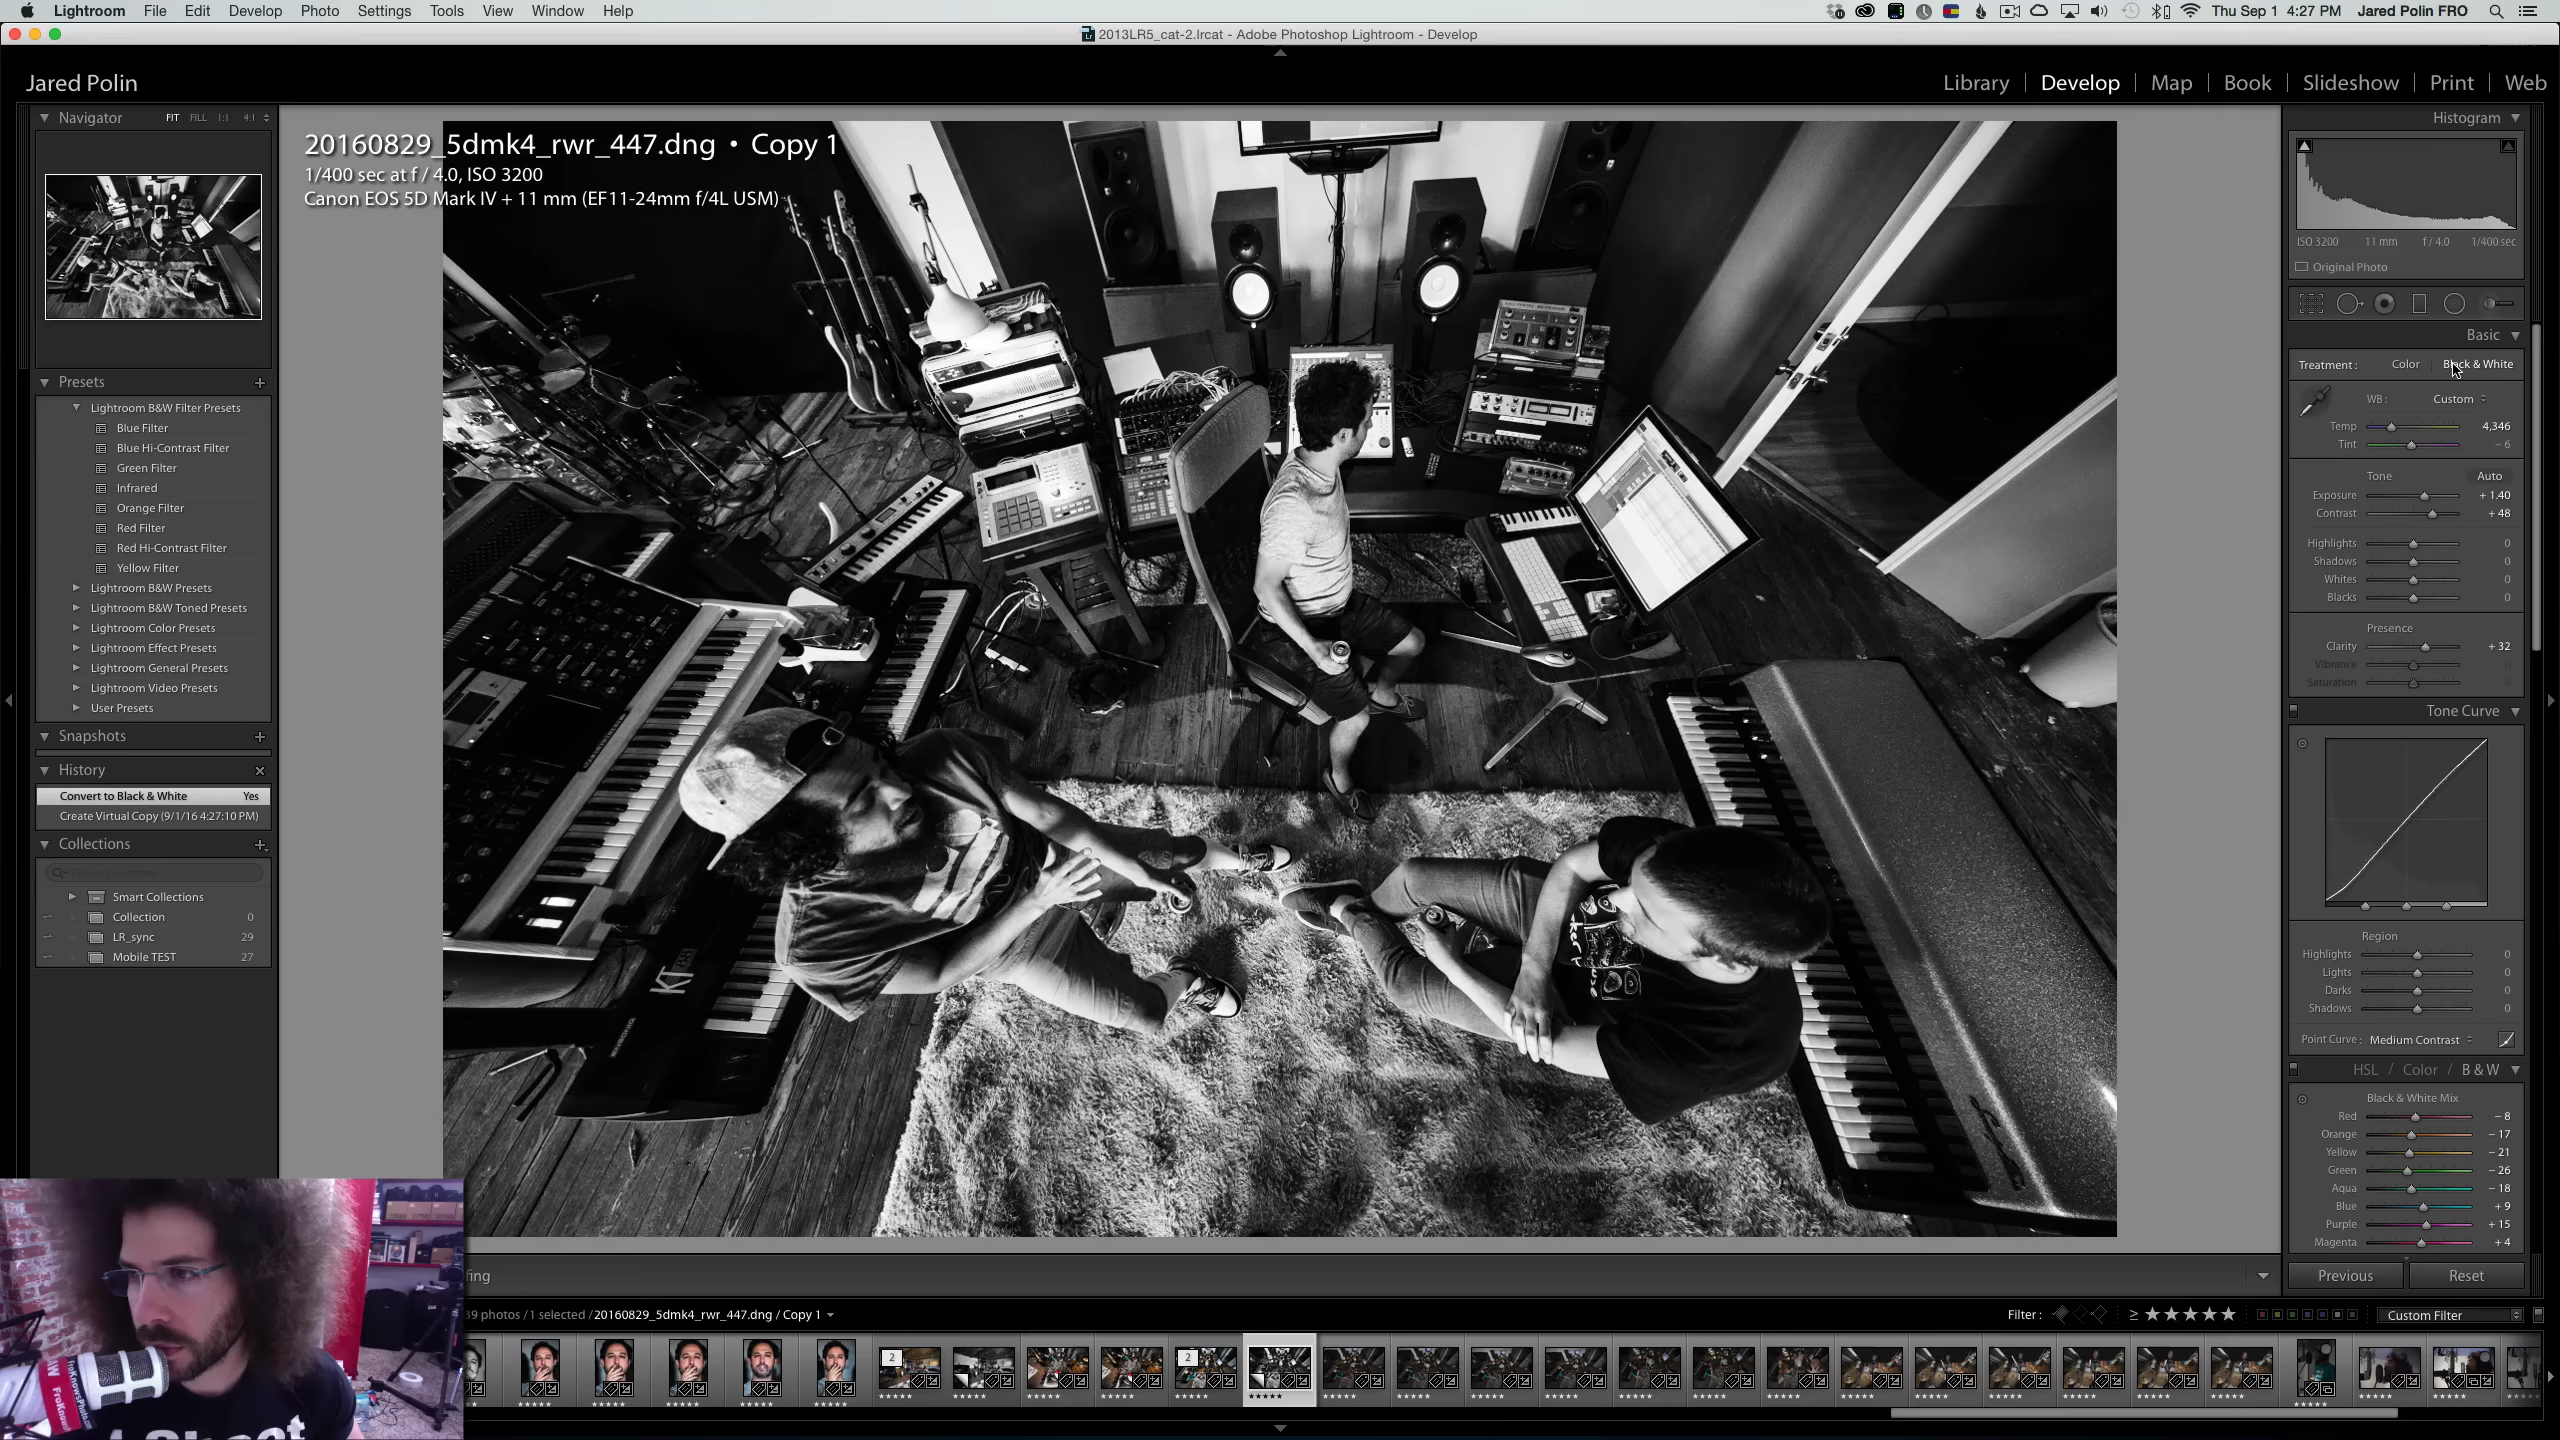 Lightroom File Edit Develop Photo Settings Tools View Window Help
Thu Sep 1 4:27 PM Jared Polin FRO
2013LR5_cat-2.lrcat - Adobe Photoshop Lightroom - Develop
Jared Polin
Library | Develop | Map | Book | Slideshow | Print | Web
Navigator FIT FILL 1:1 4:1
Presets
Lightroom B&W Filter Presets
Blue Filter
Blue Hi-Contrast Filter
Green Filter
Infrared
Orange Filter
Red Filter
Red Hi-Contrast Filter
Yellow Filter
Lightroom B&W Presets
Lightroom B&W Toned Presets
Lightroom Color Presets
Lightroom Effect Presets
Lightroom General Presets
Lightroom Video Presets
User Presets
Snapshots
History
Convert to Black & White Yes
Create Virtual Copy (9/1/16 4:27:10 PM)
Collections
Smart Collections
Collection 0
LR_sync 29
Mobile TEST 27
20160829_5dmk4_rwr_447.dng • Copy 1
1/400 sec at f / 4.0, ISO 3200
Canon EOS 5D Mark IV + 11 mm (EF11-24mm f/4L USM)
KT
Histogram
ISO 3200 11 mm f / 4.0 1/400 sec
Original Photo
Basic
Treatment : Color Black & White
WB : Custom
Temp 4,346
Tint – 6
Tone Auto
Exposure + 1.40
Contrast + 48
Highlights 0
Shadows 0
Whites 0
Blacks 0
Presence
Clarity + 32
Vibrance 0
Saturation 0
Tone Curve
Region
Highlights 0
Lights 0
Darks 0
Shadows 0
Point Curve : Medium Contrast
HSL / Color / B & W
Black & White Mix
Red – 8
Orange – 17
Yellow – 21
Green – 26
Aqua – 18
Blue + 9
Purple + 15
Magenta + 4
Previous Reset
fing
39 photos / 1 selected / 20160829_5dmk4_rwr_447.dng / Copy 1
Filter : ≥ ★★★★★ Custom Filter
2
2